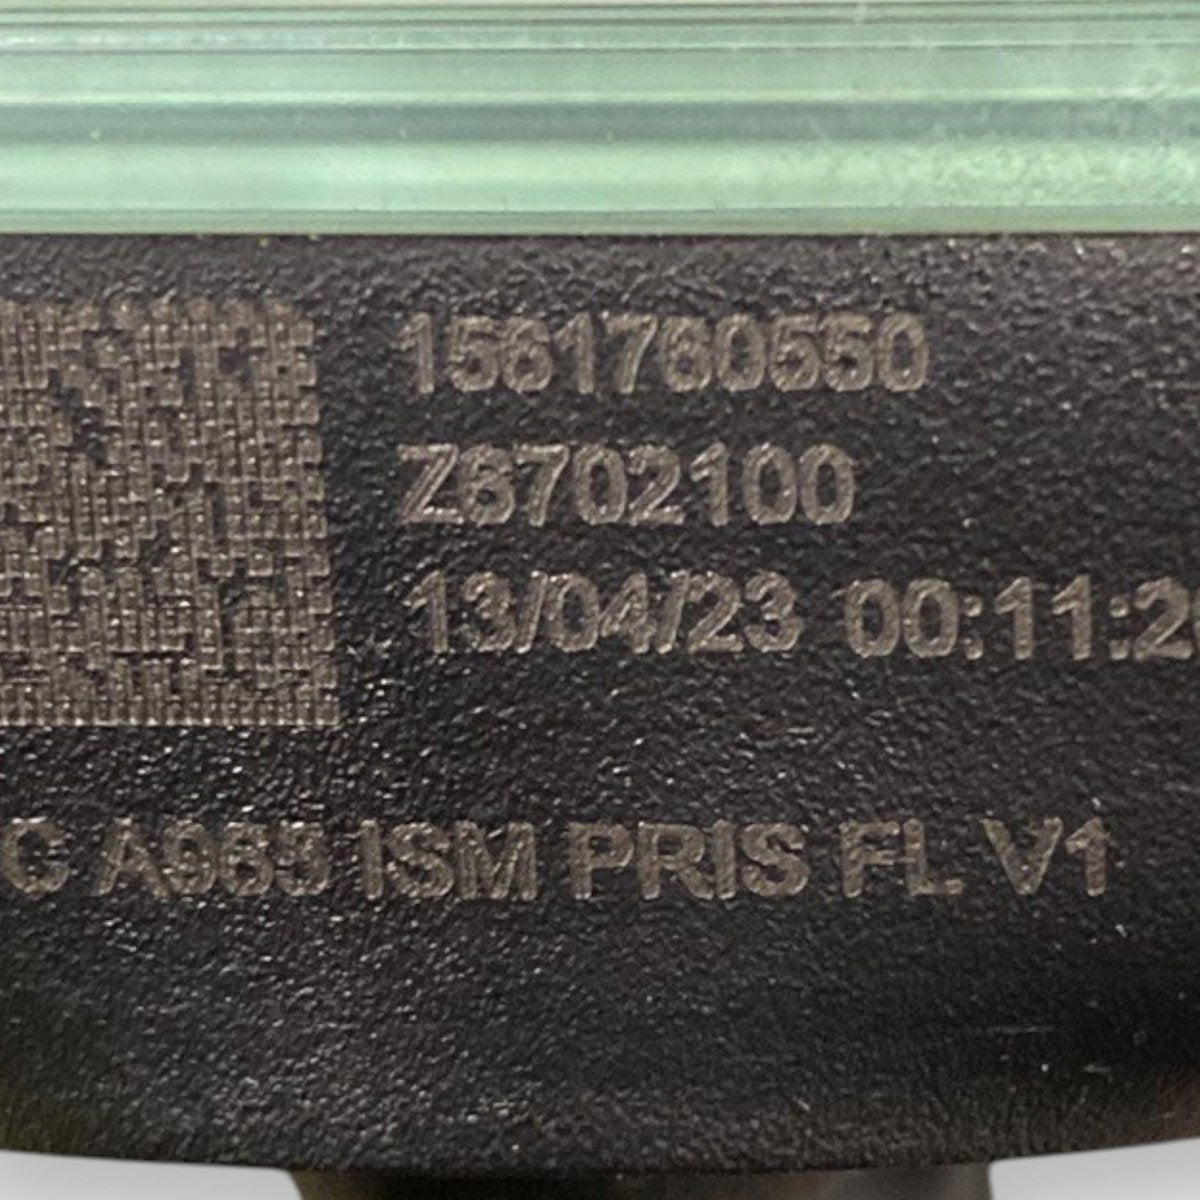 1561760550
Z6702100
13/04/23 00:11:2
C A963 ISM PRIS FL V1